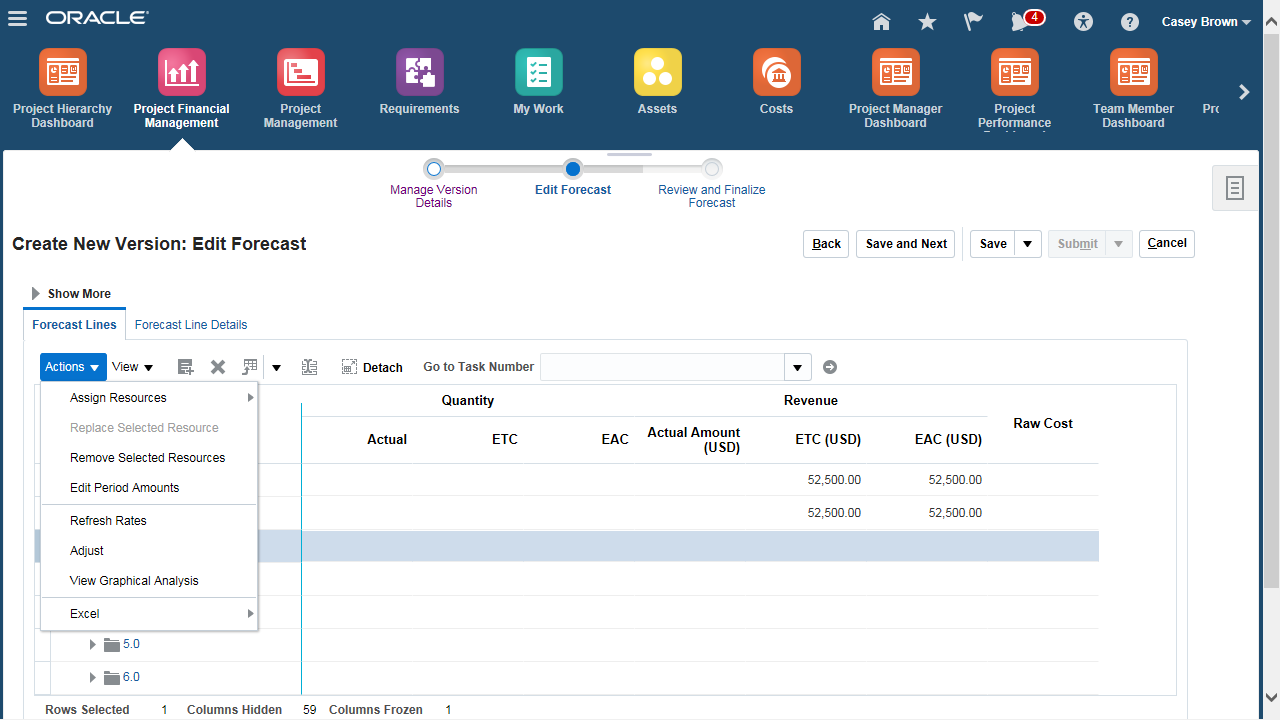 ORACLE
4
Casey Brown
Project Hierarchy
Dashboard
Project Financial
Management
Project
Management
Requirements
My Work
Assets
Costs
Project Manager
Dashboard
Project
Performance
Team Member
Dashboard
Manage Version
Details
Edit Forecast
Review and Finalize
Forecast
Create New Version: Edit Forecast
Back
Save and Next
Save
Submit
Cancel
Show More
Forecast Lines
Forecast Line Details
Actions
View
Detach
Go to Task Number
Assign Resources
Replace Selected Resource
Remove Selected Resources
Edit Period Amounts
Refresh Rates
Adjust
View Graphical Analysis
Excel
Quantity
Revenue
Raw Cost
Actual
ETC
EAC
Actual Amount
(USD)
ETC (USD)
EAC (USD)
52,500.00 52,500.00
52,500.00 52,500.00
5.0
6.0
Rows Selected 1 Columns Hidden 59 Columns Frozen 1